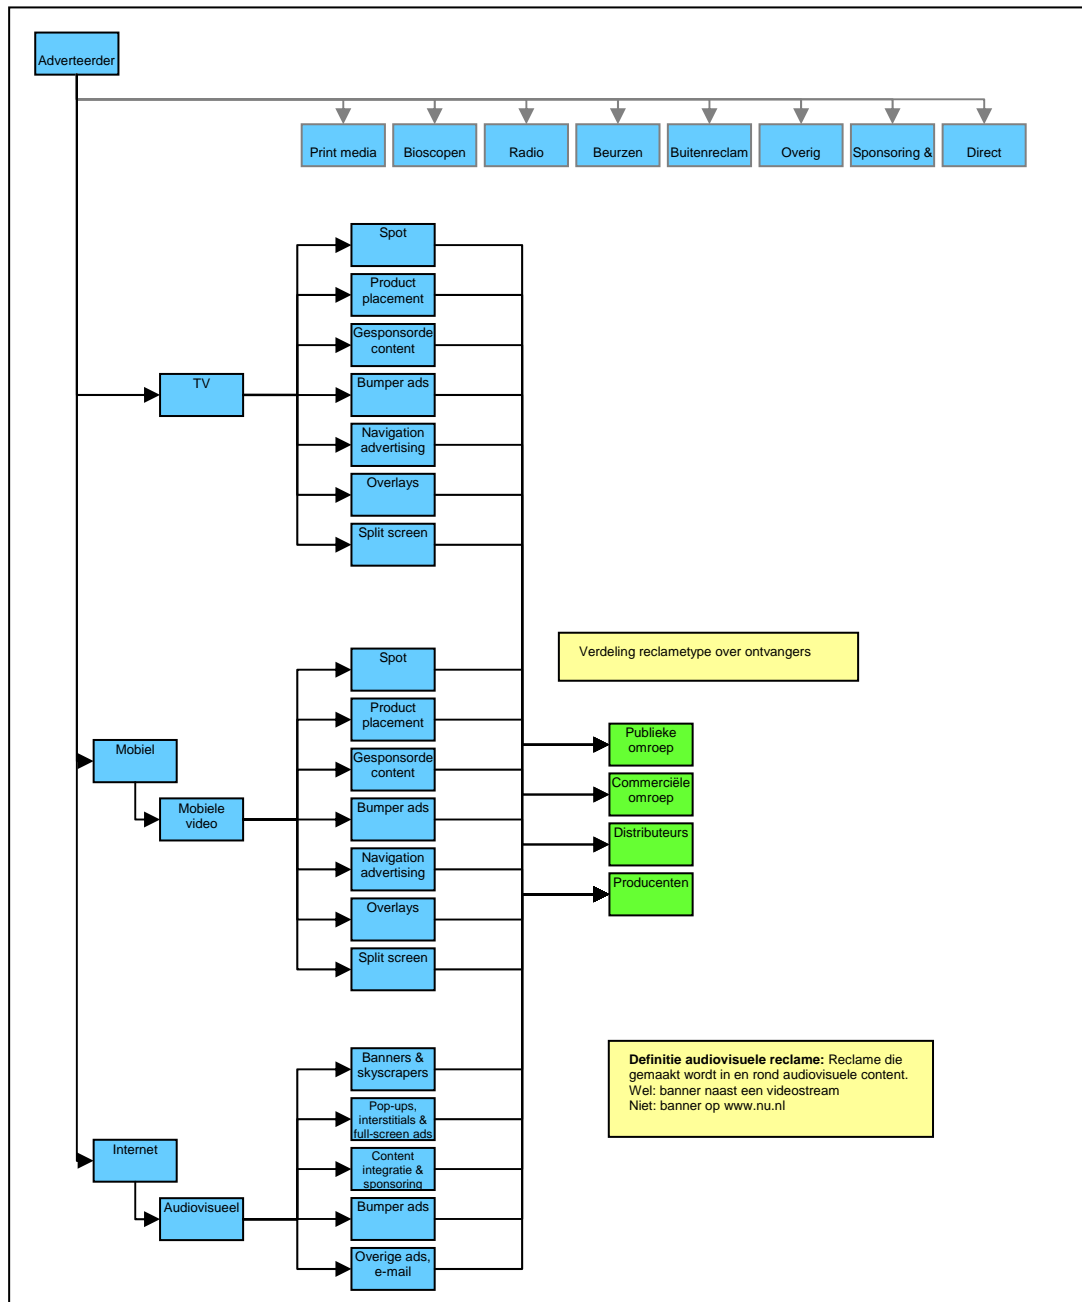 Adverteerder
Print media
Bioscopen
Radio
Beurzen
Buitenreclam
Overig
Sponsoring &
Direct
Spot
Product
placement
Gesponsorde
content
TV
Bumper ads
Navigation
advertising
Overlays
Split screen
Verdeling reclametype over ontvangers
Spot
Product
placement
Mobiel
Gesponsorde
content
Mobiele
video
Bumper ads
Navigation
advertising
Overlays
Split screen
Publieke
omroep
Commerciële
omroep
Distributeurs
Producenten
Definitie audiovisuele reclame: Reclame die
gemaakt wordt in en rond audiovisuele content.
Wel: banner naast een videostream
Niet: banner op www.nu.nl
Banners &
skyscrapers
Pop-ups,
interstitials &
full-screen ads
Internet
Content
integratie &
sponsoring
Audiovisueel
Bumper ads
Overige ads,
e-mail